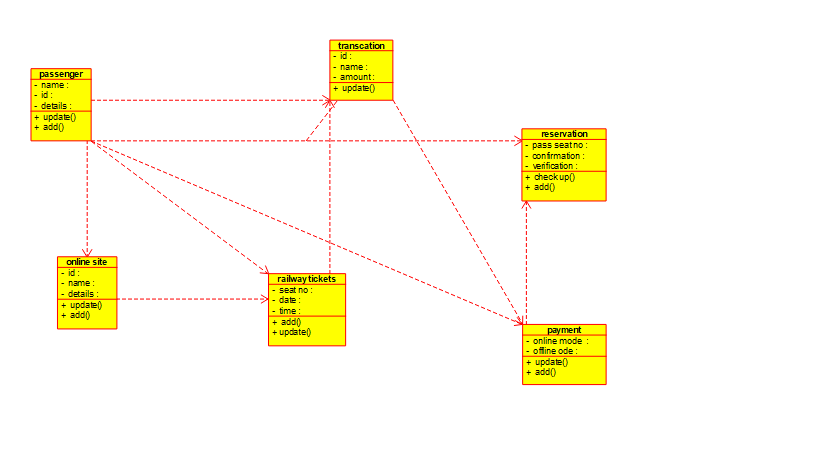 transcation
- id :
- name :
- amount :
+ update()
passenger
- name :
- id :
- details :
+ update()
+ add()
reservation
- pass seat no :
- confirmation :
- verification :
+ check up()
+ add()
online site
- id :
- name :
- details :
+ update()
+ add()
railway tickets
- seat no :
- date :
- time :
+ add()
+ update()
payment
- online mode :
- offline ode :
+ update()
+ add()